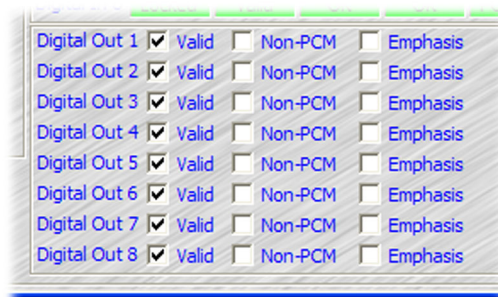 Digital Out 1 Valid Non-PCM Emphasis
Digital Out 2 Valid Non-PCM Emphasis
Digital Out 3 Valid Non-PCM Emphasis
Digital Out 4 Valid Non-PCM Emphasis
Digital Out 5 Valid Non-PCM Emphasis
Digital Out 6 Valid Non-PCM Emphasis
Digital Out 7 Valid Non-PCM Emphasis
Digital Out 8 Valid Non-PCM Emphasis